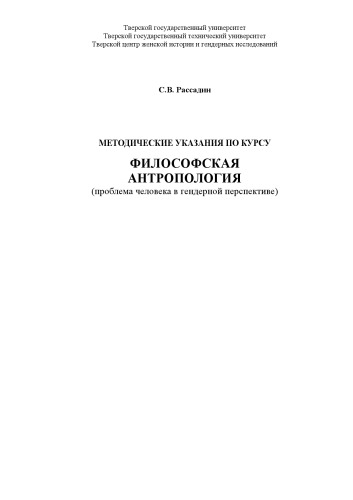 Тверской государственный университет
Тверской государственный технический университет
Тверской центр женской истории и гендерных исследований
С.В. Рассадин
МЕТОДИЧЕСКИЕ УКАЗАНИЯ ПО КУРСУ
ФИЛОСОФСКАЯ
АНТРОПОЛОГИЯ
(проблема человека в гендерной перспективе)